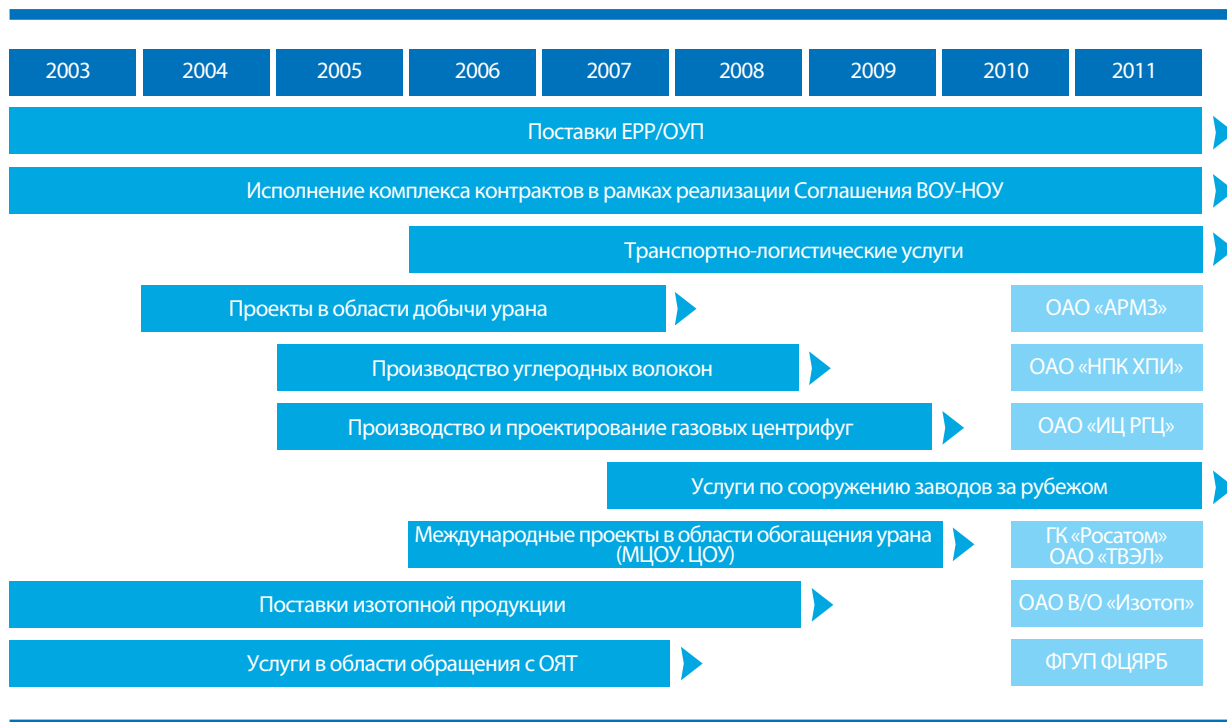 2003 2004 2005 2006 2007 2008 2009 2010 2011
Поставки ЕРР/ОУП
Исполнение комплекса контрактов в рамках реализации Соглашения ВОУ-НОУ
Транспортно-логистические услуги
Проекты в области добычи урана
ОАО «АРМЗ»
Производство углеродных волокон
ОАО «НПК ХПИ»
Производство и проектирование газовых центрифуг
ОАО «ИЦ РГЦ»
Услуги по сооружению заводов за рубежом
Международные проекты в области обогащения урана
(МЦОУ. ЦОУ)
ГК «Росатом»
ОАО «ТВЭЛ»
Поставки изотопной продукции
ОАО В/О «Изотоп»
Услуги в области обращения с ОЯТ
ФГУП ФЦЯРБ